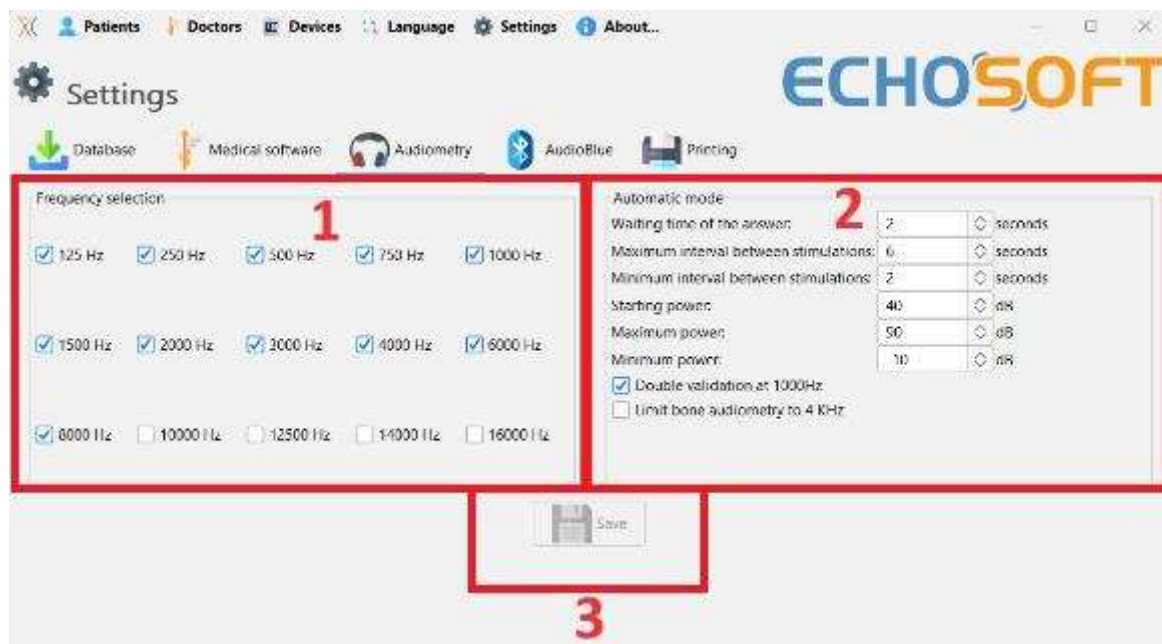 Patients Doctors Devices Language Settings About...
Settings
ECHOSOFT
Database Medical software Audiometry AudioBlue Printing
Frequency selection
1
125 Hz 250 Hz 500 Hz 750 Hz 1000 Hz
1500 Hz 2000 Hz 3000 Hz 4000 Hz 6000 Hz
8000 Hz 10000 Hz 12500 Hz 14000 Hz 16000 Hz
Automatic mode
2
Waiting time of the answer: 2 seconds
Maximum interval between stimulations: 6 seconds
Minimum interval between stimulations: 2 seconds
Starting power: 40 dB
Maximum power: 90 dB
Minimum power: -10 dB
Double validation at 1000Hz
Limit bone audiometry to 4 KHz
Save
3